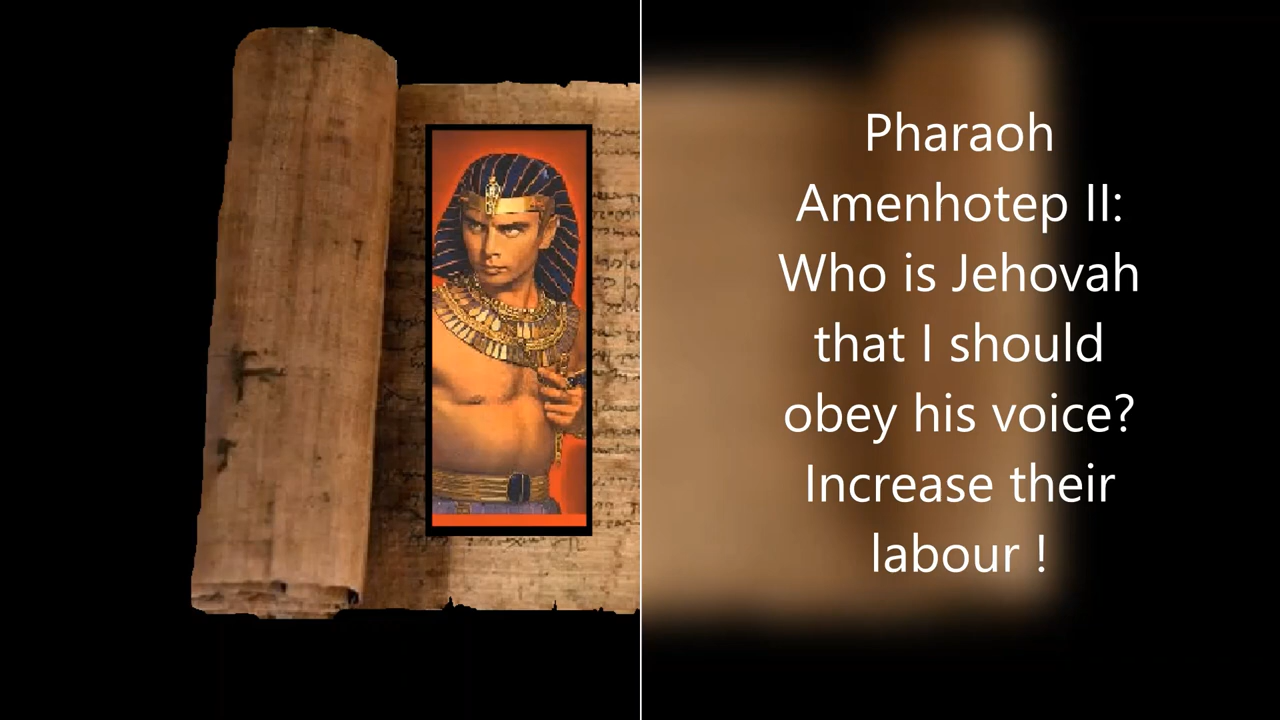 Pharaoh
Amenhotep II:
Who is Jehovah
that I should
obey his voice?
Increase their
labour !